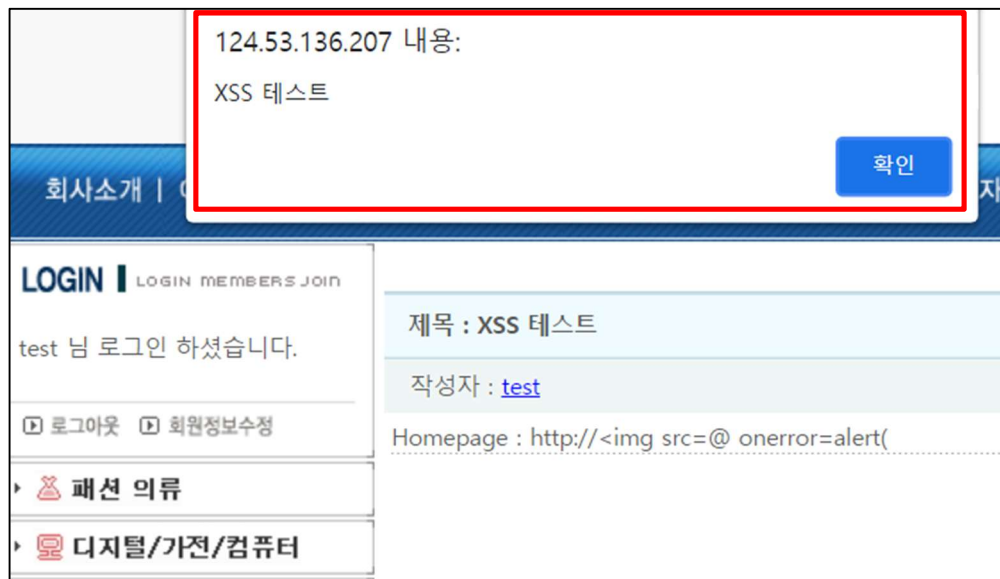 124.53.136.207 내용:
XSS 테스트
확인
회사소개 |
자
LOGIN LOGIN MEMBERS JOIN
test 님 로그인 하셨습니다.
로그아웃 회원정보수정
패션 의류
디지털/가전/컴퓨터
제목 : XSS 테스트
작성자 : test
Homepage : http://<img src=@ onerror=alert(